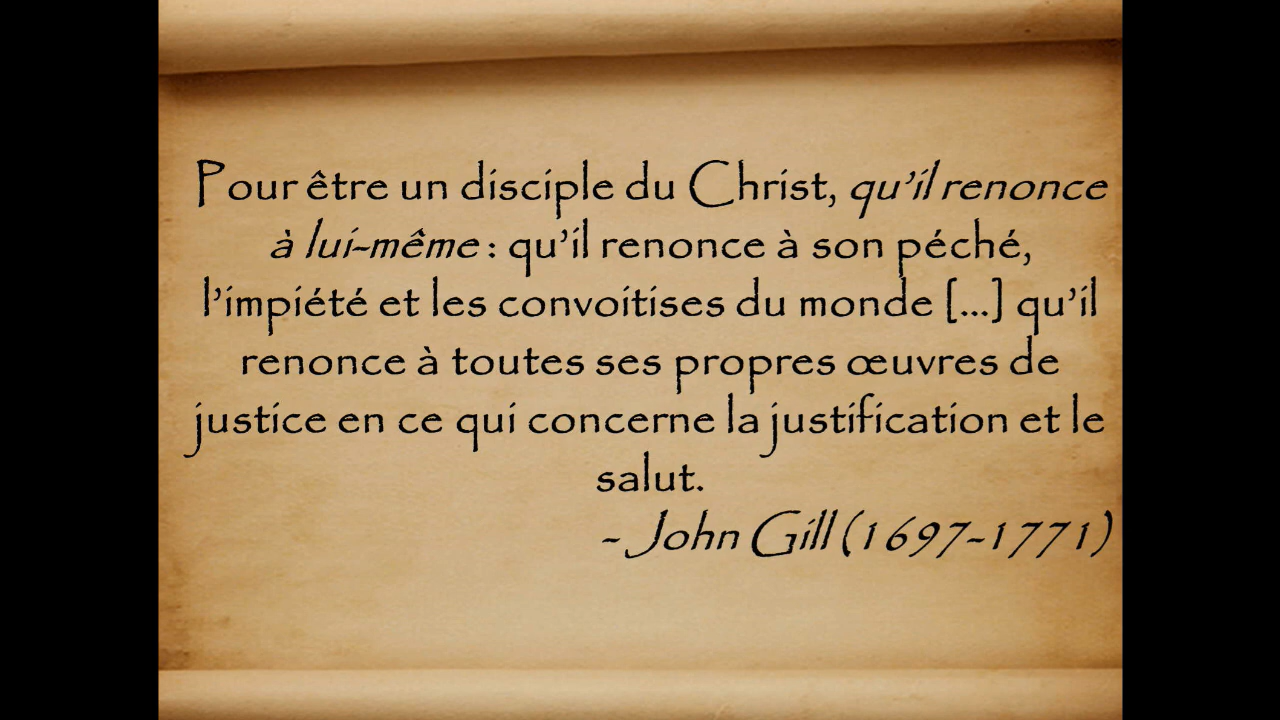 Pour être un disciple du Christ, qu’il renonce
à lui-même : qu’il renonce à son péché,
l’impiété et les convoitises du monde [...] qu’il
renonce à toutes ses propres œuvres de
justice en ce qui concerne la justification et le
salut.
- John Gill (1697-1771)